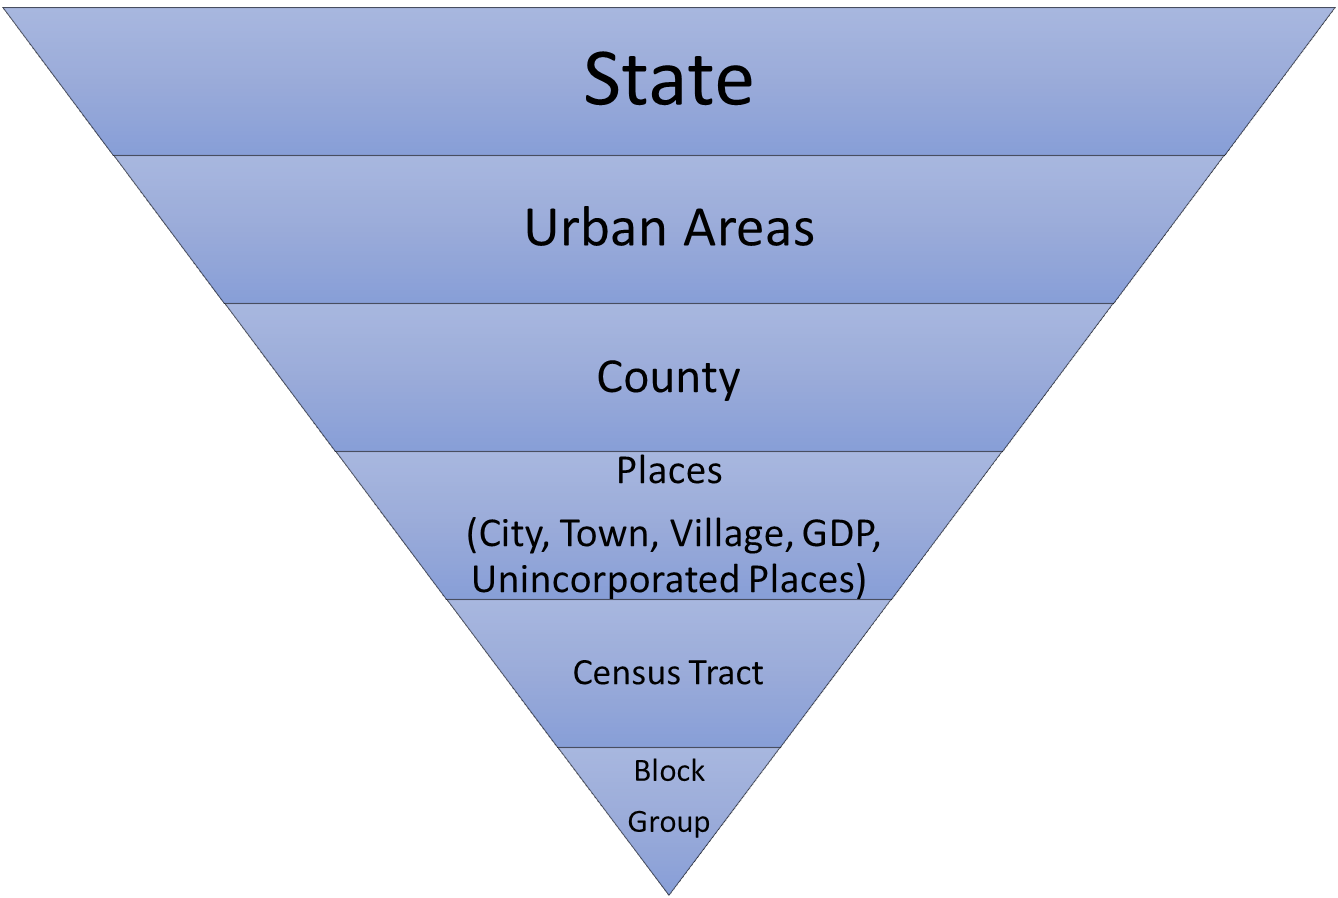 State
Urban Areas
County
Places
(City, Town, Village, GDP,
Unincorporated Places)
Census Tract
Block
Group